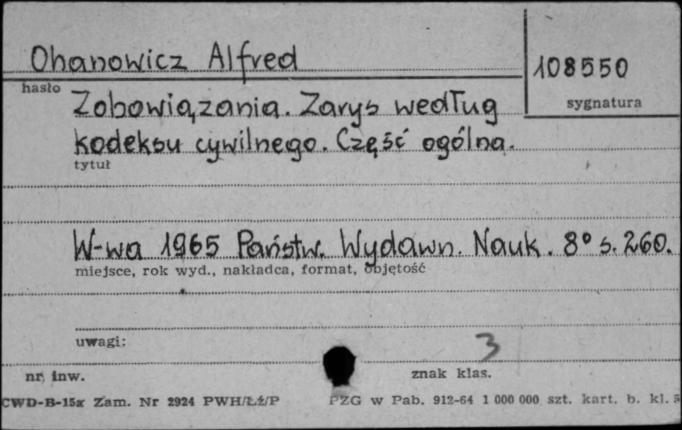 Ohanowicz Alfred
108550
hasło
sygnatura
Zobowiązania. Zarys według
kodeksu cywilnego. Część ogólna.
tytuł
W-wa 1965 Państw. Wydawn. Nauk. 8° s. 260.
miejsce, rok wyd., nakładca, format, objętość
uwagi:
3
nr. inw.
znak klas.
CWD-B-15x Zam. Nr 2924 PWH/Łź/P PZG w Pab. 912-64 1 000 000 szt. kart. b. kl. 5